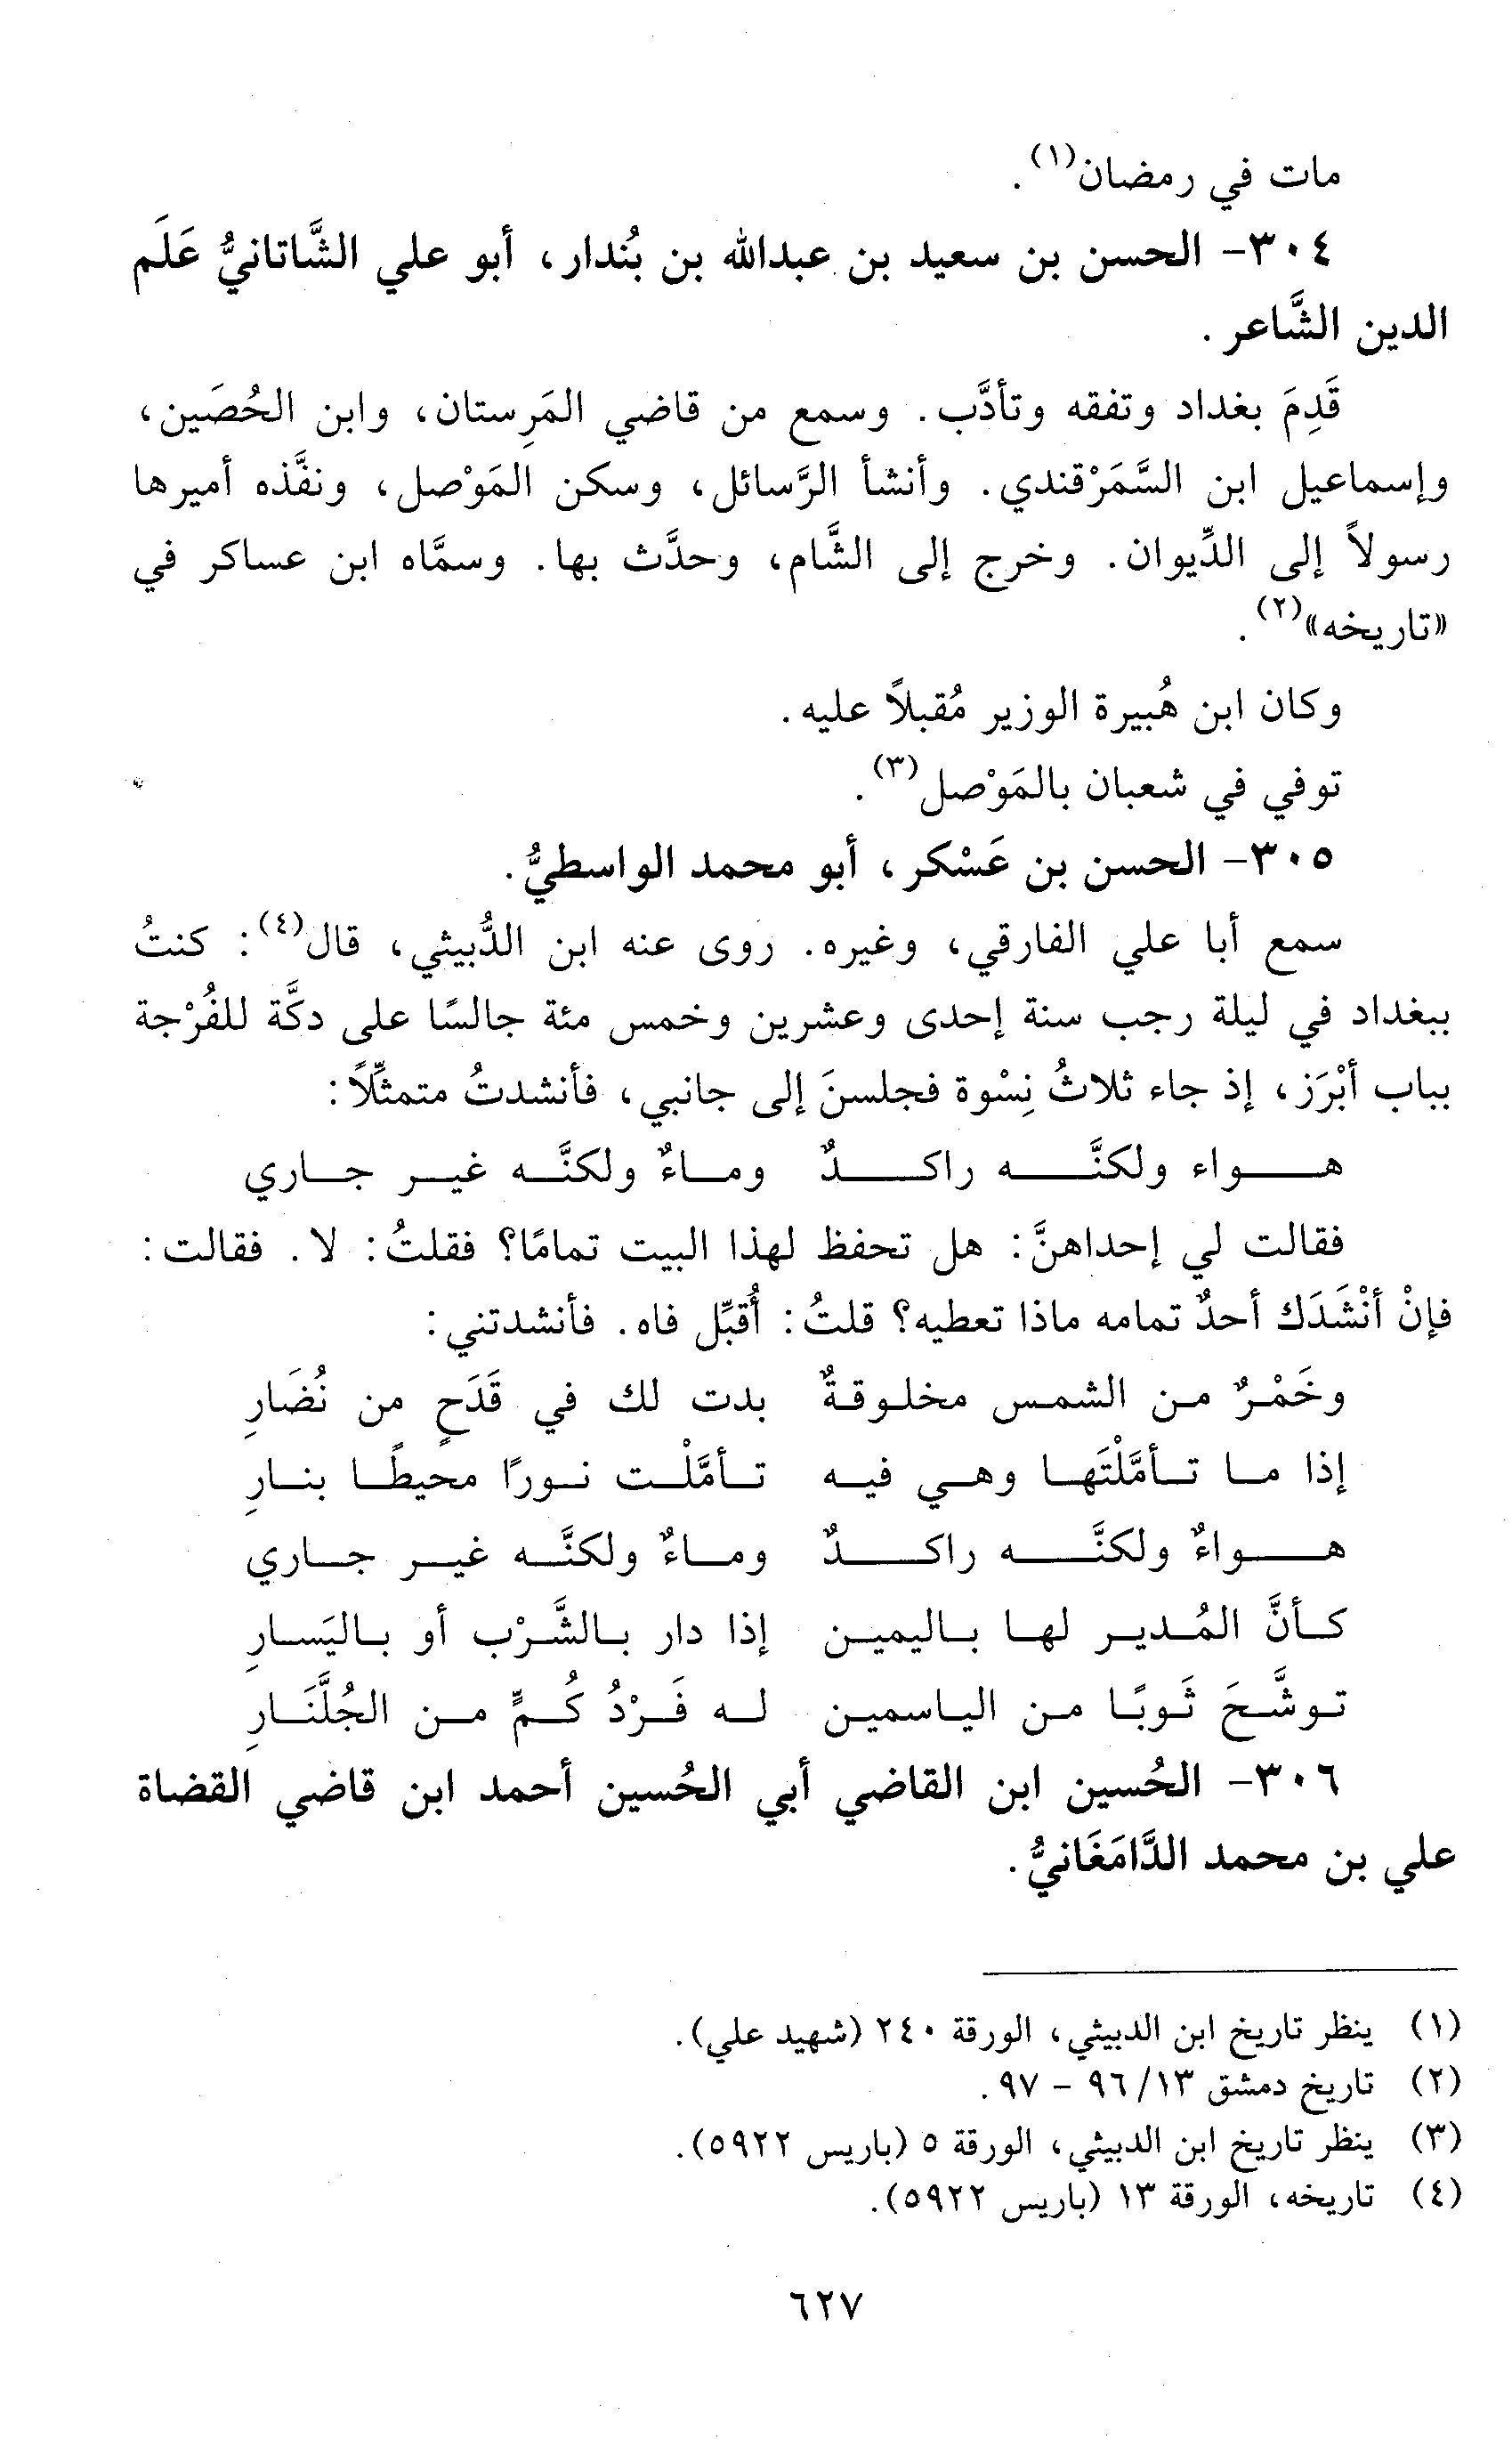 مات في رمضان(١).
٣٠٤- الحسن بن سعيد بن عبدالله بن بُندار، أبو علي الشَّاتانيُّ عَلَم
الدين الشَّاعر.
قَدِمَ بغداد وتفقه وتأدَّب. وسمع من قاضي المَرِستان، وابن الحُصَين،
وإسماعيل ابن السَّمَرْقندي. وأنشأ الرَّسائل، وسكن المَوْصل، ونفَّذه أميرها
رسولاً إلى الدِّيوان. وخرج إلى الشَّام، وحدَّث بها. وسمَّاه ابن عساكر في
«تاريخه»(٢).
وكان ابن هُبيرة الوزير مُقبلاً عليه.
توفي في شعبان بالمَوْصل(٣).
٣٠٥- الحسن بن عَسْكر، أبو محمد الواسطيُّ.
سمع أبا علي الفارقي، وغيره. روى عنه ابن الدُّبيثي، قال(٤): كنتُ
ببغداد في ليلة رجب سنة إحدى وعشرين وخمس مئة جالسًا على دكَّة للفُرْجة
بباب أبْرَز، إذ جاء ثلاثُ نِسْوة فجلسنَ إلى جانبي، فأنشدتُ متمثِّلاً:
هواء ولكنَّه راكدٌ وماءٌ ولكنَّه غير جاري
فقالت لي إحداهنَّ: هل تحفظ لهذا البيت تمامًا؟ فقلتُ: لا. فقالت:
فإنْ أنْشَدَك أحدٌ تمامه ماذا تعطيه؟ قلتُ: أُقبِّل فاه. فأنشدتني:
وخَمْرٌ من الشمس مخلوقةٌ بدت لك في قَدَحٍ من نُضَارِ
إذا ما تأمَّلْتَها وهي فيه تأمَّلْت نورًا محيطًا بنارِ
هواءٌ ولكنَّه راكدٌ وماءٌ ولكنَّه غير جاري
كأنَّ المُدير لها باليمين إذا دار بالشَّرْب أو باليَسارِ
توشَّحَ ثَوبًا من الياسمين له فَرْدُ كُمٍّ من الجُلَّنَارِ
٣٠٦- الحُسين ابن القاضي أبي الحُسين أحمد ابن قاضي القضاة
علي بن محمد الدَّامَغَانيُّ.
(١) ينظر تاريخ ابن الدبيثي، الورقة ٢٤٠ (شهيد علي).
(٢) تاريخ دمشق ١٣/ ٩٦ - ٩٧.
(٣) ينظر تاريخ ابن الدبيثي، الورقة ٥ (باريس ٥٩٢٢).
(٤) تاريخه، الورقة ١٣ (باريس ٥٩٢٢).
٦٢٧